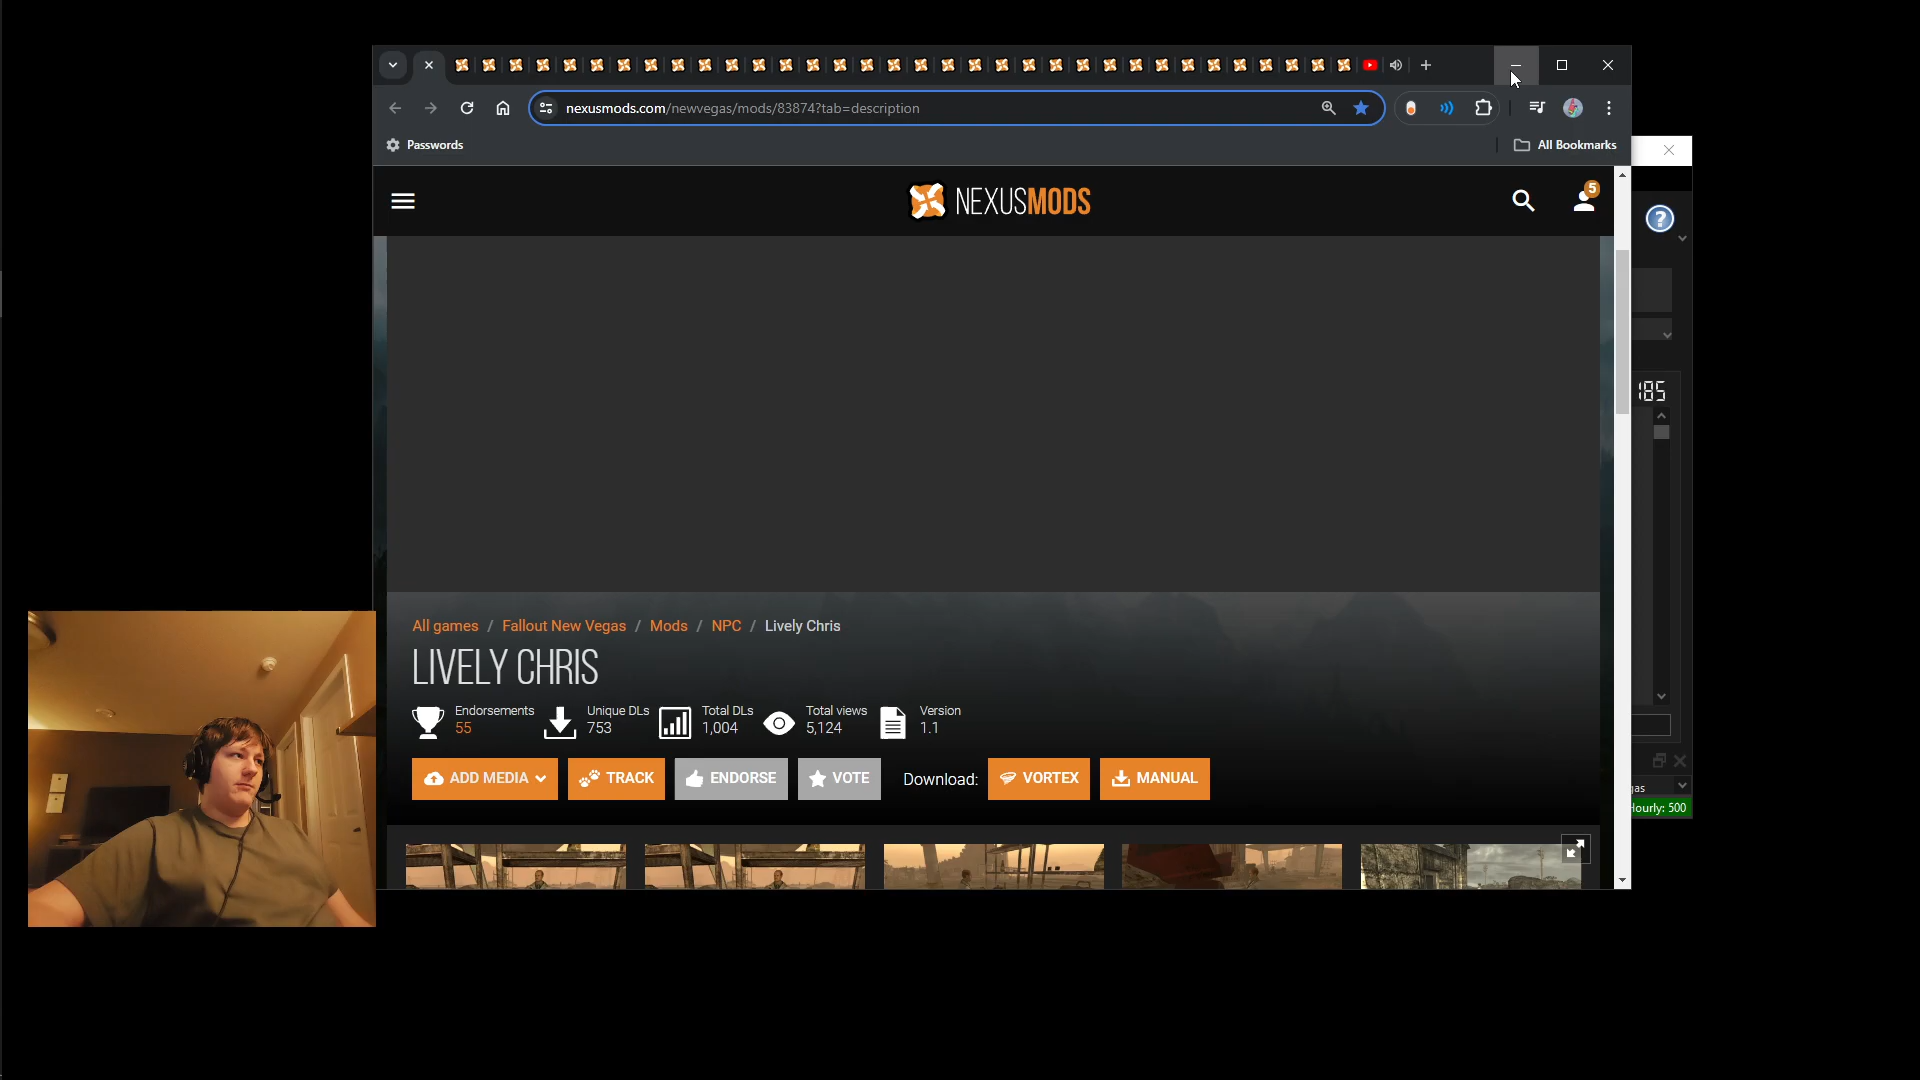 nexusmods.com/newvegas/mods/83874?tab=description
Passwords
All Bookmarks
NEXUSMODS
5
185
All games / Fallout New Vegas / Mods / NPC / Lively Chris
LIVELY CHRIS
Endorsements
55
Unique DLs
753
Total DLs
1,004
Total views
5,124
Version
1.1
ADD MEDIA
TRACK
ENDORSE
VOTE
Download:
VORTEX
MANUAL
Hourly: 500